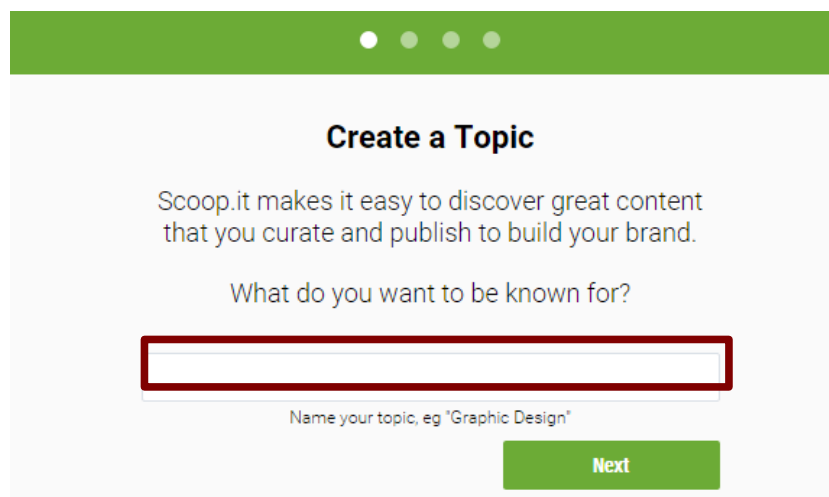 Create a Topic
Scoop.it makes it easy to discover great content
that you curate and publish to build your brand.
What do you want to be known for?
Name your topic, eg "Graphic Design"
Next